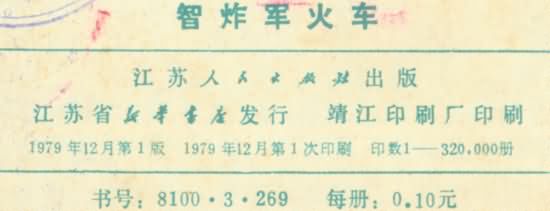 智炸军火车
江苏人民出版社出版
江苏省新华书店发行 靖江印刷厂印刷
1979年12月第1版 1979年12月第1次印刷 印数1—320,000册
书号：8100·3·269 每册：0.10元